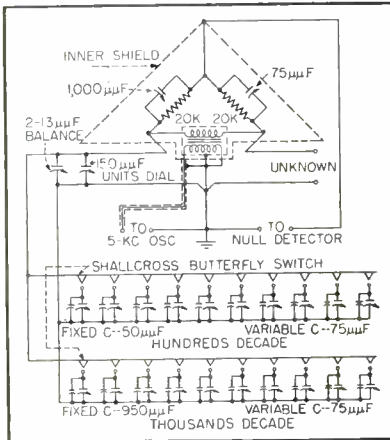 INNER SHIELD
1,000μμF
75μμF
20K 20K
2-13μμF
BALANCE
150μμF
UNITS DIAL
UNKNOWN
TO
5-KC OSC
TO
NULL DETECTOR
SHALLCROSS BUTTERFLY SWITCH
FIXED C--50μμF
VARIABLE C--75μμF
HUNDREDS DECADE
FIXED C--950μμF
VARIABLE C--75μμF
THOUSANDS DECADE